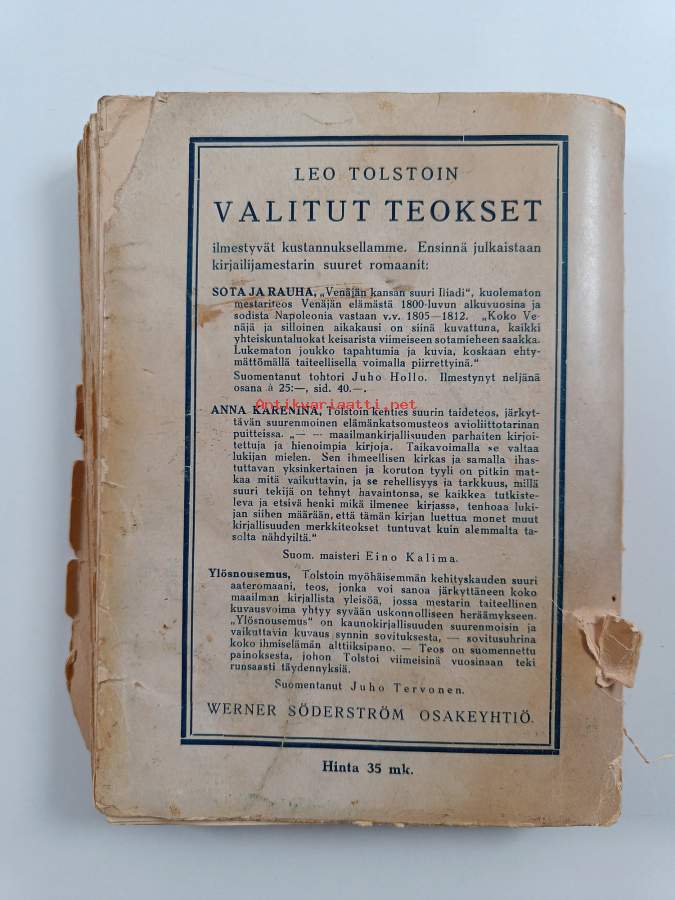 LEO TOLSTOIN
VALITUT TEOKSET
ilmestyvät kustannuksellamme. Ensinnä julkaistaan
kirjailijamestarin suuret romaanit:
SOTA JA RAUHA, „Venäjän kansan suuri Iliadi“, kuolematon
mestariteos Venäjän elämästä 1800-luvun alkuvuosina ja
sodista Napoleonia vastaan v.v. 1805—1812. „Koko Ve-
näjä ja silloinen aikakausi on siinä kuvattuna, kaikki
yhteiskuntaluokat keisarista viimeiseen sotamieheen saakka.
Lukematon joukko tapahtumia ja kuvia, koskaan ehty-
mättömällä taiteellisella voimalla piirrettyinä.“
Suomentanut tohtori Juho Hollo. Ilmestynyt neljänä
osana à 25:—, sid. 40.—.
Antikvariaatti.net
ANNA KARENINA, Tolstoin kenties suurin taideteos, järkyt-
tävän suurenmoinen elämänkatsomusteos avioliittotarinan
puitteissa. „— — maailmankirjallisuuden parhaiten kirjoi-
tettuja ja hienoimpia kirjoja. Taikavoimalla se valtaa
lukijan mielen. Sen ihmeellisen kirkas ja samalla ihas-
tuttavan yksinkertainen ja koruton tyyli on pitkin mat-
kaa mitä vaikuttavin, ja se rehellisyys ja tarkkuus, millä
suuri tekijä on tehnyt havaintonsa, se kaikkea tutkiste-
leva ja etsivä henki mikä ilmenee kirjassa, tenhoaa luki-
jan siihen määrään, että tämän kirjan luettua monet muut
kirjallisuuden merkkiteokset tuntuvat kuin alemmalta ta-
solta nähdyiltä.“
Suom. maisteri Eino Kalima.
Ylösnousemus, Tolstoin myöhäisemmän kehityskauden suuri
aateromaani, teos, jonka voi sanoa järkyttäneen koko
maailman kirjallista yleisöä, jossa mestarin taiteellinen
kuvausvoima yhtyy syvään uskonnolliseen heräämykseen.
„Ylösnousemus“ on kaunokirjallisuuden suurenmoisin ja
vaikuttavin kuvaus synnin sovituksesta, — sovitusuhrina
koko ihmiselämän alttiiksipano. — Teos on suomennettu
painoksesta, johon Tolstoi viimeisinä vuosinaan teki
runsaasti täydennyksiä.
Suomentanut Juho Tervonen.
WERNER SÖDERSTRÖM OSAKEYHTIÖ.
Hinta 35 mk.